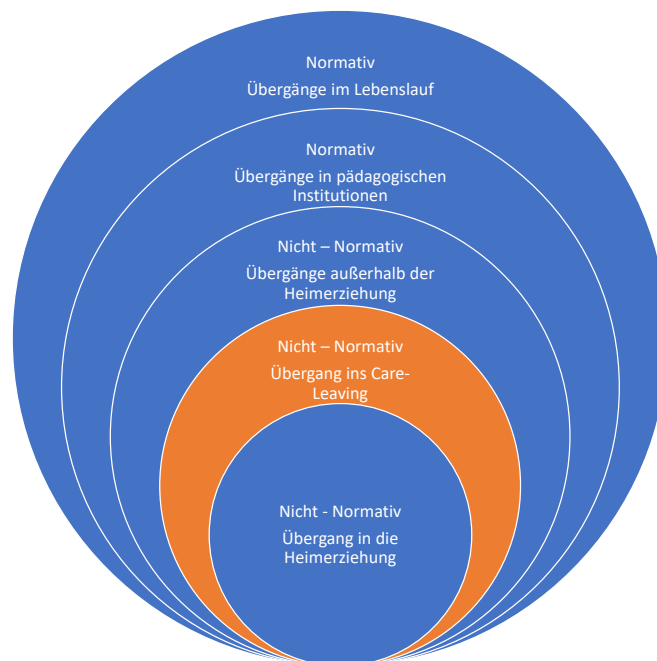 Normativ
Übergänge im Lebenslauf
Normativ
Übergänge in pädagogischen
Institutionen
Nicht – Normativ
Übergänge außerhalb der
Heimerziehung
Nicht – Normativ
Übergang ins Care-
Leaving
Nicht - Normativ
Übergang in die
Heimerziehung